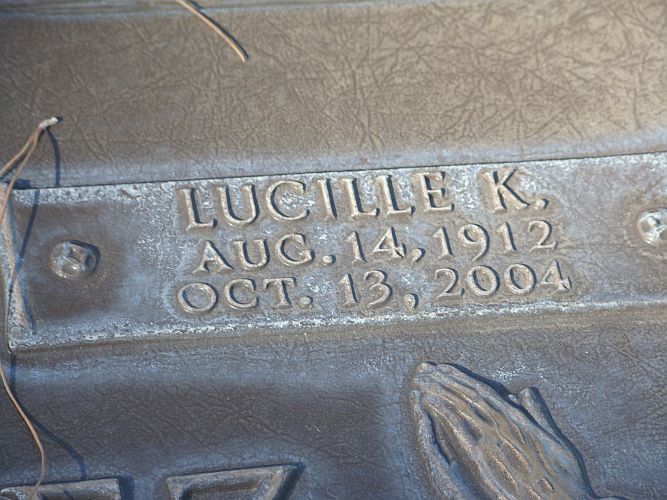 LUCILLE K.
AUG. 14, 1912
OCT. 13, 2004